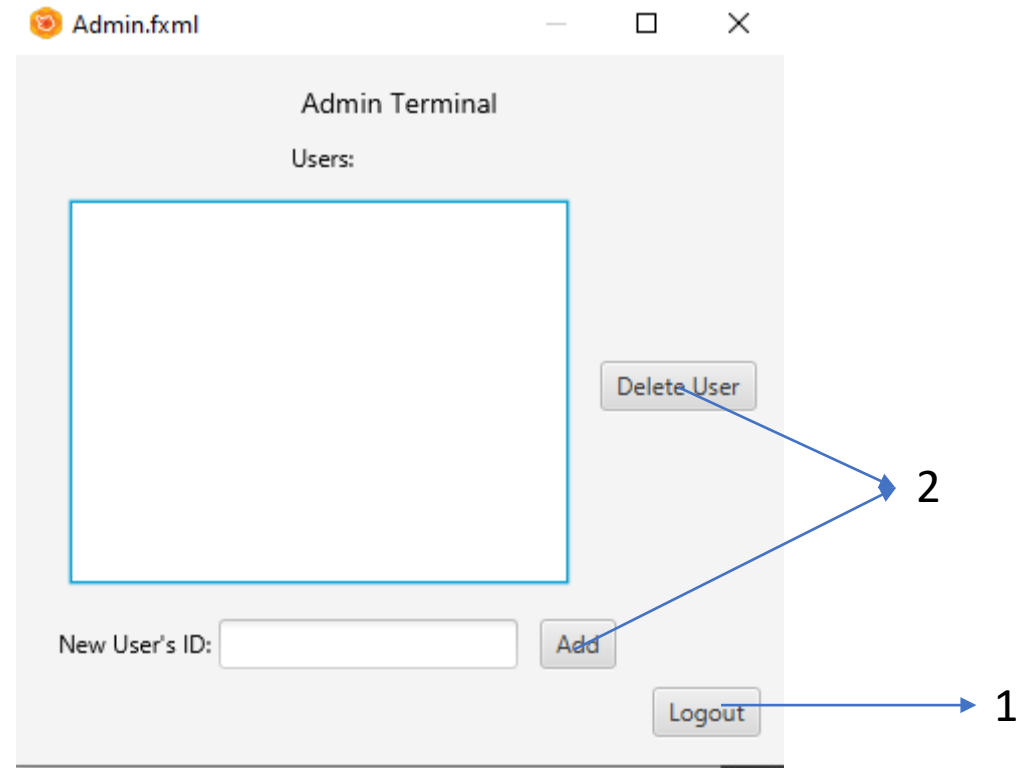 Admin.fxml
Admin Terminal
Users:
Delete User
2
New User's ID:
Add
Logout
1